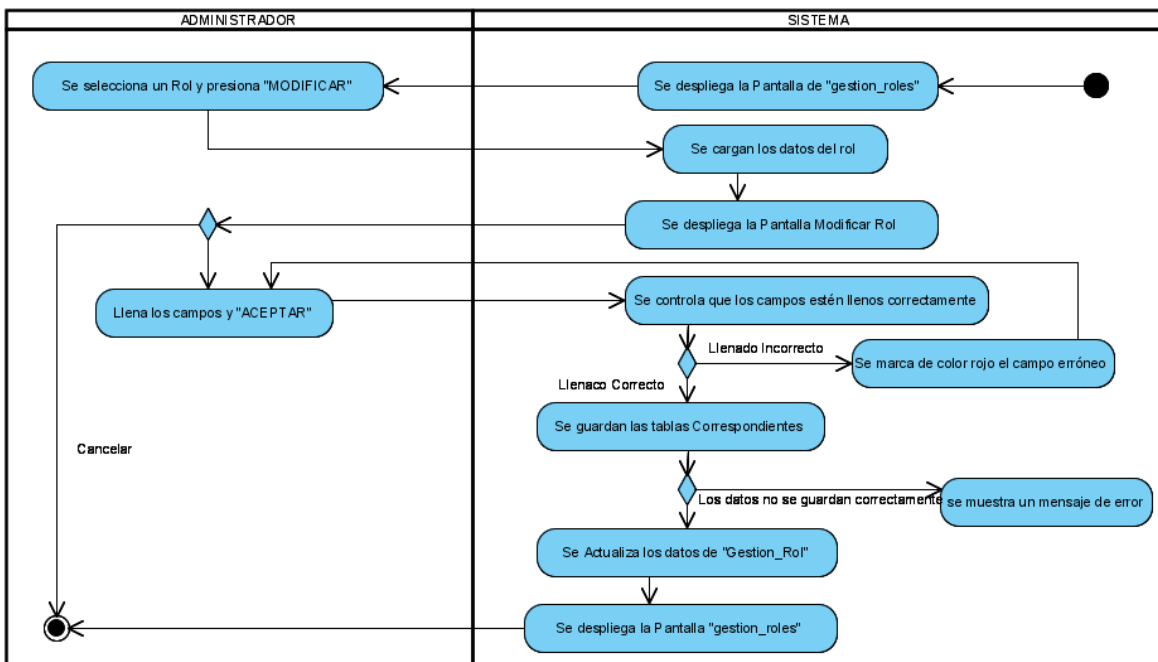 ADMINISTRADOR
SISTEMA
Se selecciona un Rol y presiona "MODIFICAR"
Se despliega la Pantalla de "gestion_roles"
Se cargan los datos del rol
Se despliega la Pantalla Modificar Rol
Llena los campos y "ACEPTAR"
Se controla que los campos estén llenos correctamente
Llenado Incorrecto
Se marca de color rojo el campo erróneo
Llenaco Correcto
Se guardan las tablas Correspondientes
Cancelar
Los datos no se guardan correctamente
se muestra un mensaje de error
Se Actualiza los datos de "Gestion_Rol"
Se despliega la Pantalla "gestion_roles"